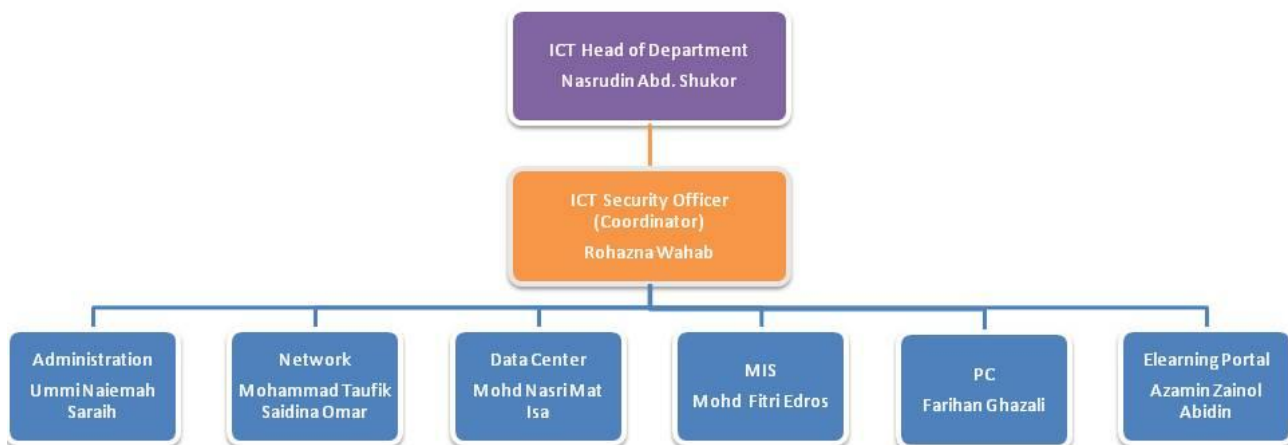 ICT Head of Department
Nasrudin Abd. Shukor
ICT Security Officer
(Coordinator)
Rohazna Wahab
Administration
Ummi Naiemah
Saraih
Network
Mohammad Taufik
Saidina Omar
Data Center
Mohd Nasri Mat
Isa
MIS
Mohd Fitri Edros
PC
Farihan Ghazali
Elearning Portal
Azamin Zainol
Abidin